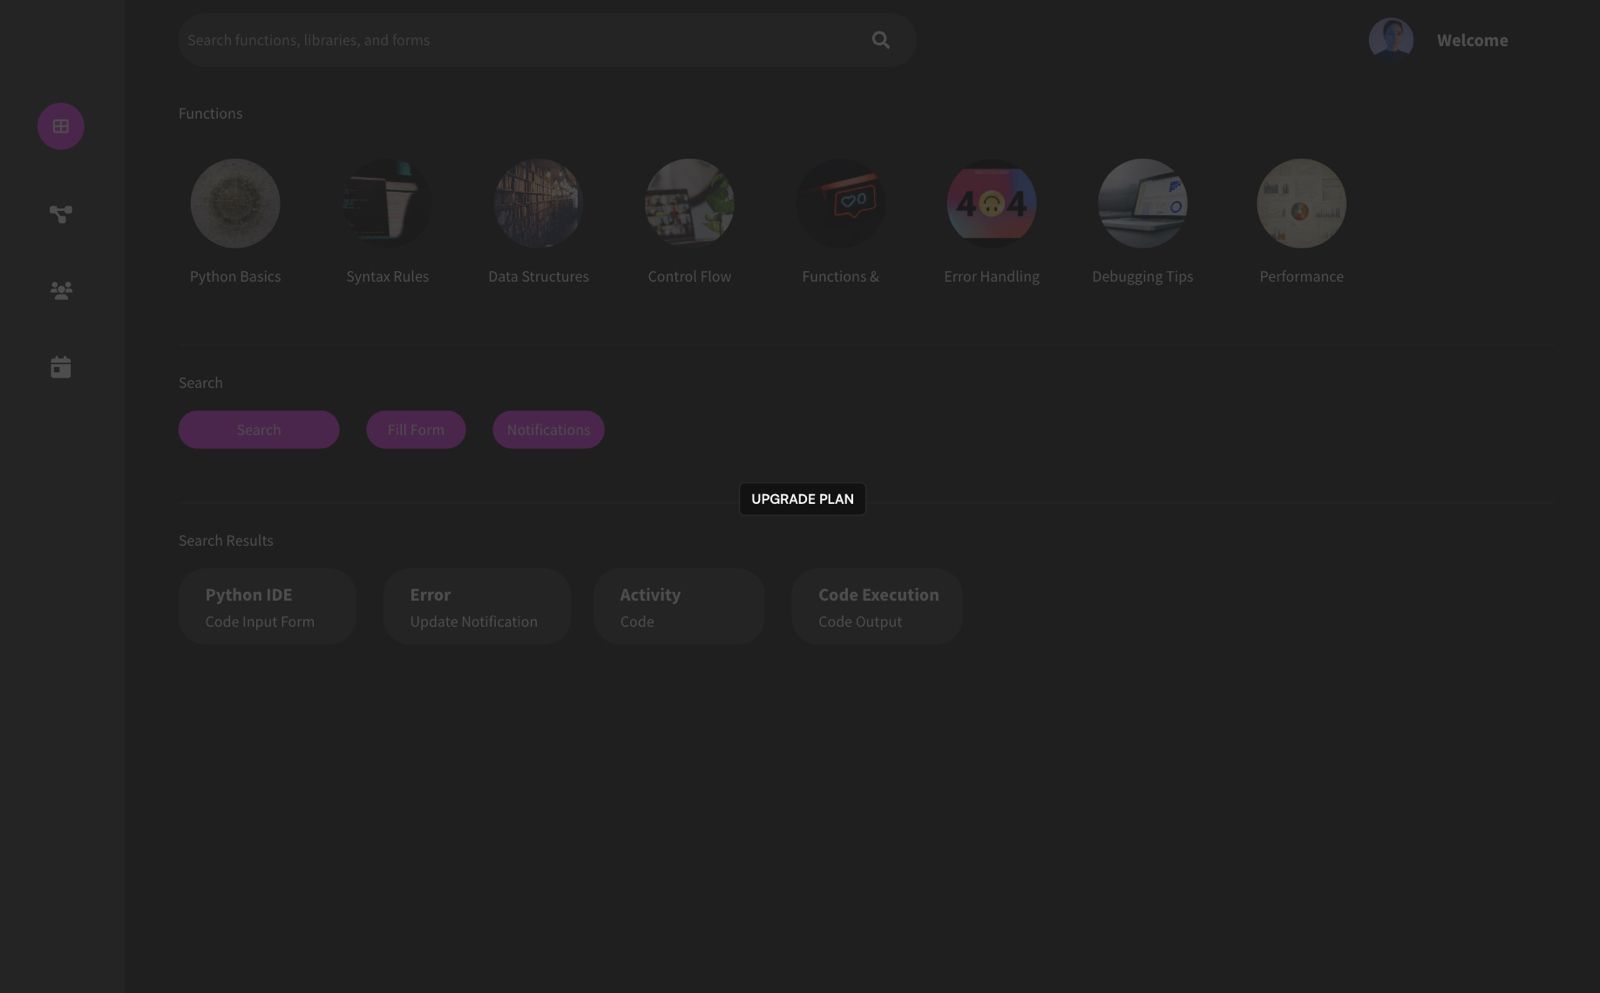 Search functions, libraries, and forms
Welcome
Functions
404
Python Basics
Syntax Rules
Data Structures
Control Flow
Functions &
Error Handling
Debugging Tips
Performance
Search
Search
Fill Form
Notifications
UPGRADE PLAN
Search Results
Python IDE
Code Input Form
Error
Update Notification
Activity
Code
Code Execution
Code Output